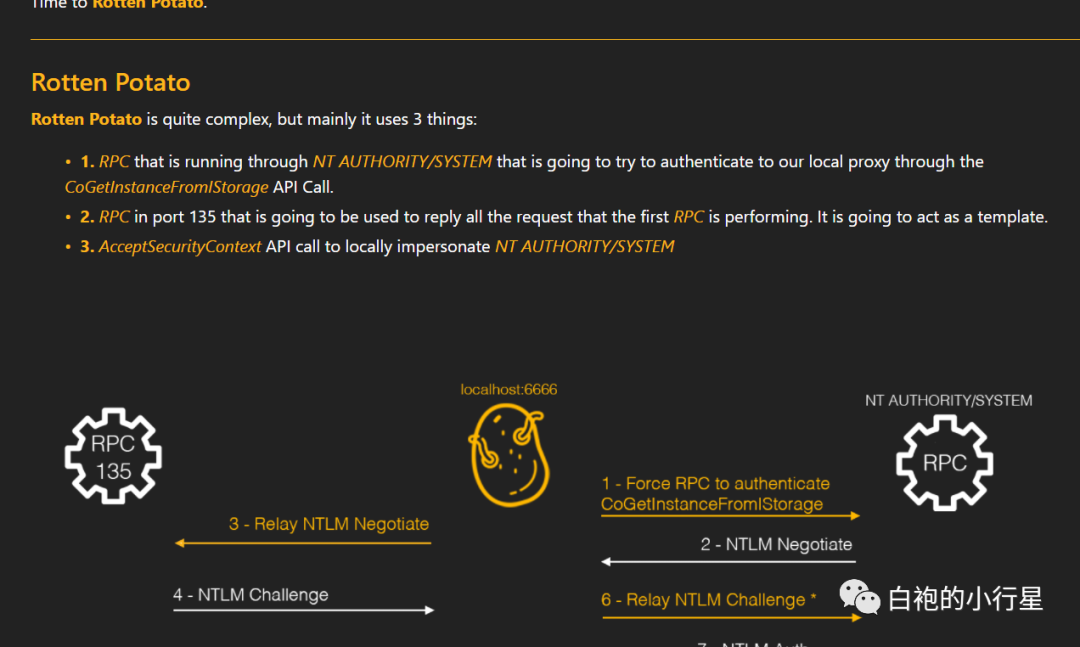 Time to Rotten Potato.
Rotten Potato
Rotten Potato is quite complex, but mainly it uses 3 things:
• 1. RPC that is running through NT AUTHORITY/SYSTEM that is going to try to authenticate to our local proxy through the
CoGetInstanceFromIStorage API Call.
• 2. RPC in port 135 that is going to be used to reply all the request that the first RPC is performing. It is going to act as a template.
• 3. AcceptSecurityContext API call to locally impersonate NT AUTHORITY/SYSTEM
localhost:6666
NT AUTHORITY/SYSTEM
RPC
135
RPC
1 - Force RPC to authenticate
CoGetInstanceFromIStorage
3 - Relay NTLM Negotiate
2 - NTLM Negotiate
4 - NTLM Challenge
6 - Relay NTLM Challenge *
白袍的小行星
7 - NTLM Auth